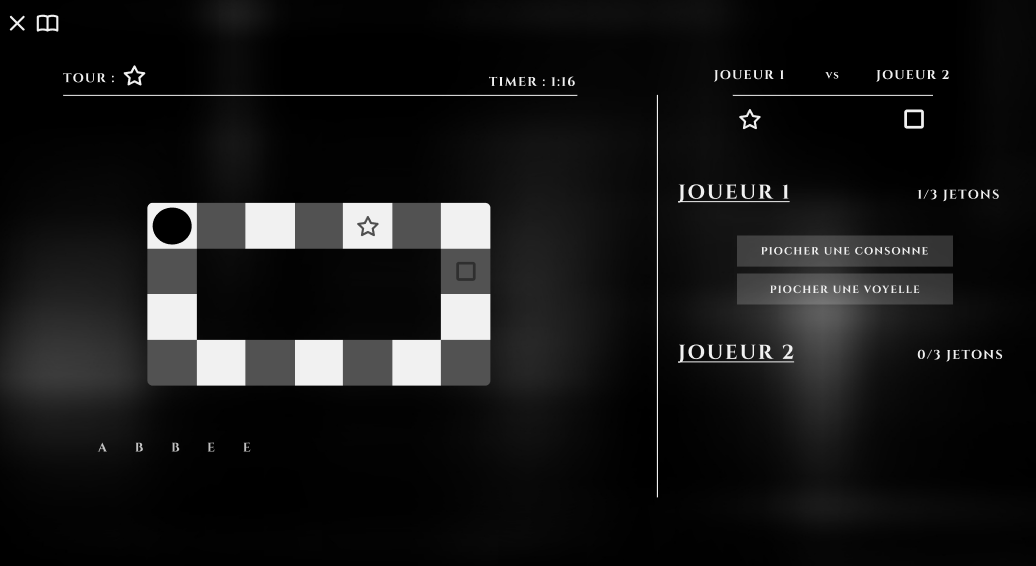 TOUR :
TIMER : 1:16
JOUEUR 1 VS JOUEUR 2
JOUEUR 1
1/3 JETONS
PIOCHER UNE CONSONNE
PIOCHER UNE VOYELLE
JOUEUR 2
0/3 JETONS
A B B E E